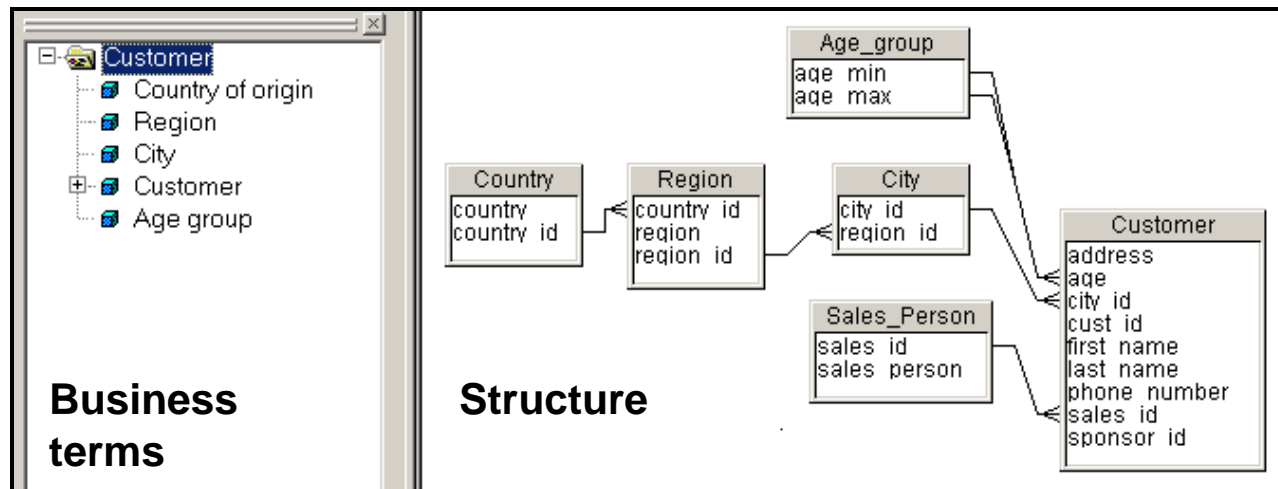 Customer
Country of origin
Region
City
Customer
Age group
Business
terms
Age_group
age min
age max
Country
country
country id
Region
country id
region
region id
City
city id
region id
Customer
address
age
city id
cust id
first name
last name
phone number
sales id
sponsor id
Sales_Person
sales id
sales person
Structure